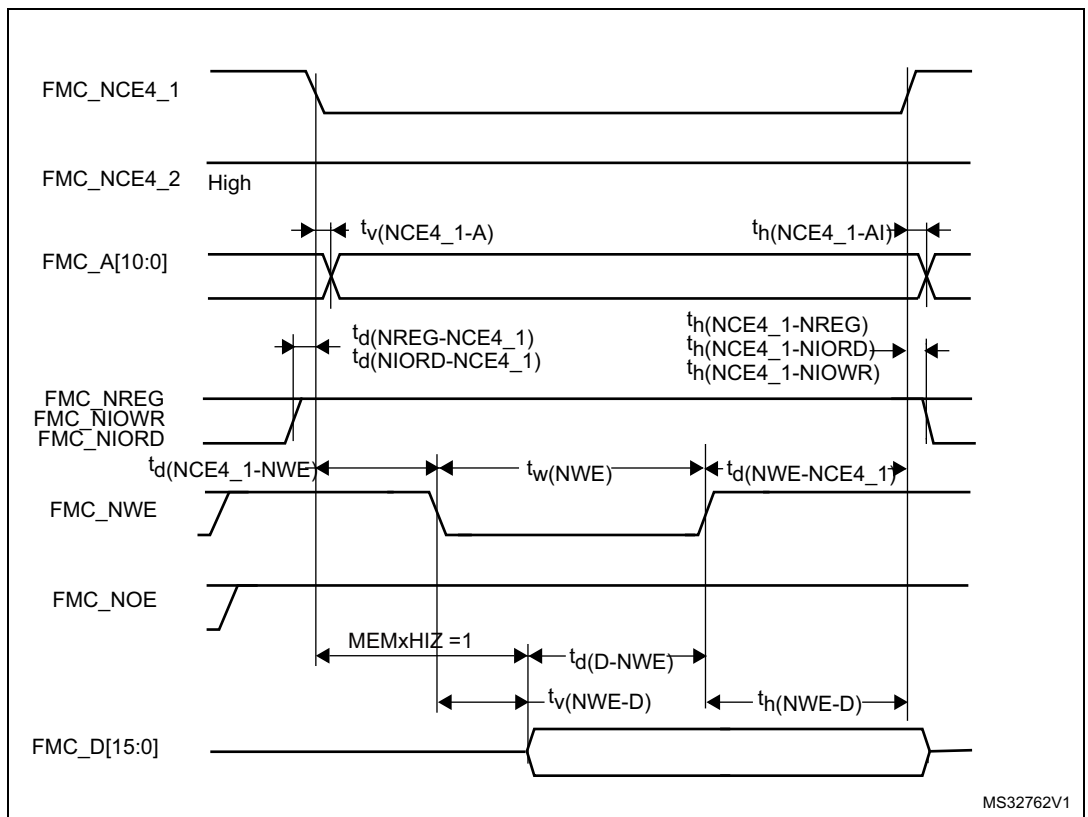 FMC_NCE4_1
FMC_NCE4_2 High
tv(NCE4_1-A) th(NCE4_1-AI)
FMC_A[10:0]
td(NREG-NCE4_1)
td(NIORD-NCE4_1)
th(NCE4_1-NREG)
th(NCE4_1-NIORD)
th(NCE4_1-NIOWR)
FMC_NREG
FMC_NIOWR
FMC_NIORD
td(NCE4_1-NWE) tw(NWE) td(NWE-NCE4_1)
FMC_NWE
FMC_NOE
MEMxHIZ =1
td(D-NWE)
tv(NWE-D) th(NWE-D)
FMC_D[15:0]
MS32762V1